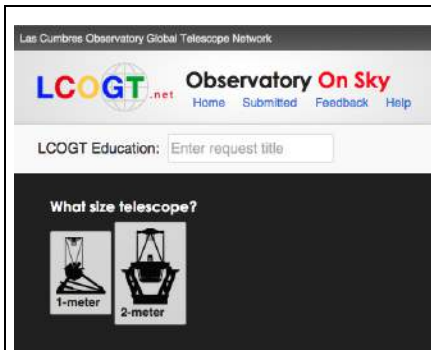 Las Cumbres Observatory Global Telescope Network
LCOGT.net
Observatory On Sky
Home Submitted Feedback Help
LCOGT Education: Enter request title
What size telescope?
1-meter
2-meter